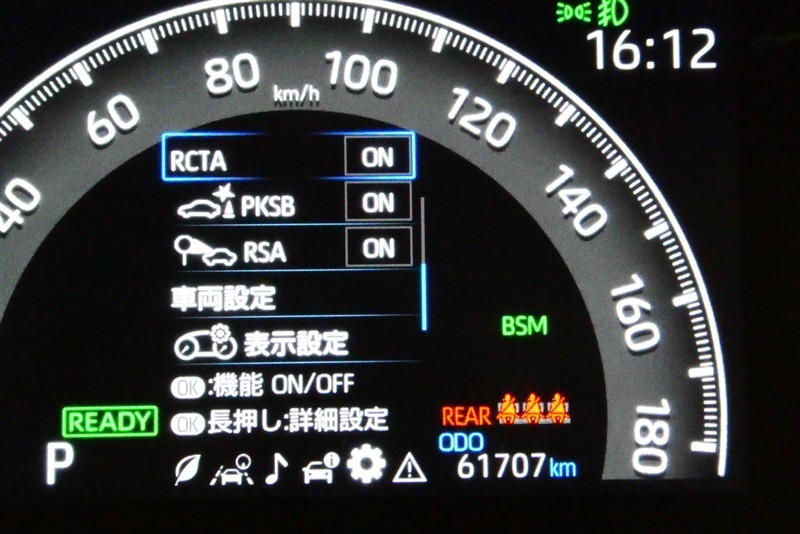 16:12
40
60
80
km/h
100
120
140
160
180
RCTA ON
PKSB ON
RSA ON
車両設定
表示設定
OK:機能 ON/OFF
OK長押し:詳細設定
BSM
READY
REAR
ODO
P
61707 km